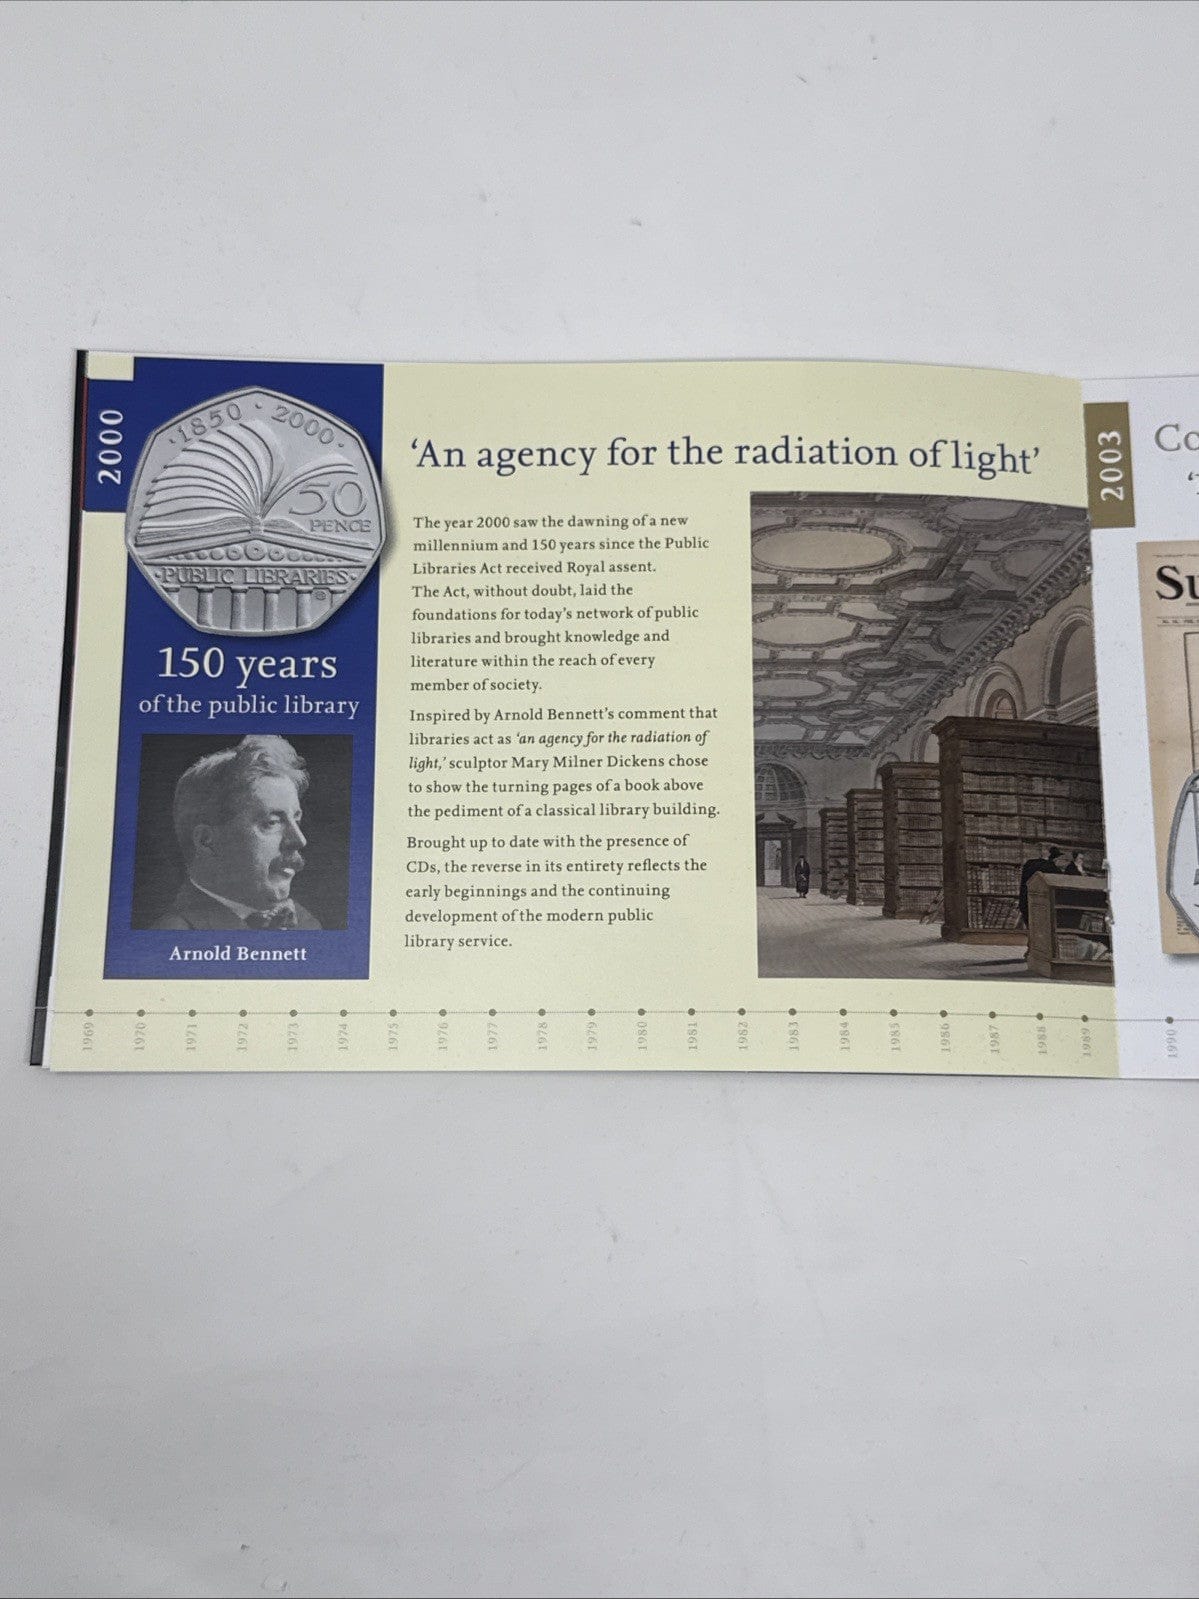 2000
·1850·2000·
50
PENCE
·PUBLIC LIBRARIES·
150 years
of the public library
Arnold Bennett
'An agency for the radiation of light'
The year 2000 saw the dawning of a new
millennium and 150 years since the Public
Libraries Act received Royal assent.
The Act, without doubt, laid the
foundations for today's network of public
libraries and brought knowledge and
literature within the reach of every
member of society.
Inspired by Arnold Bennett's comment that
libraries act as 'an agency for the radiation of
light,' sculptor Mary Milner Dickens chose
to show the turning pages of a book above
the pediment of a classical library building.
Brought up to date with the presence of
CDs, the reverse in its entirety reflects the
early beginnings and the continuing
development of the modern public
library service.
1969 1970 1971 1972 1973 1974 1975 1976 1977 1978 1979 1980 1981 1982 1983 1984 1985 1986 1987 1988 1989 1990
2003
Co
Su